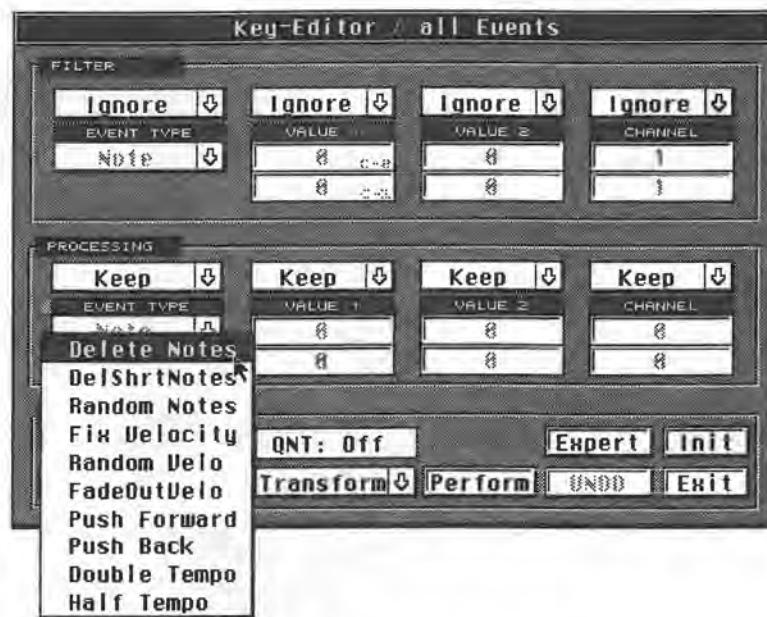 Key-Editor / all Events
FILTER
Ignore Ignore Ignore Ignore
EVENT TYPE VALUE 1 VALUE 2 CHANNEL
Note 0 0 1
0 0 1
PROCESSING
Keep Keep Keep Keep
EVENT TYPE VALUE 1 VALUE 2 CHANNEL
Note 0 0 0
0 0 0
Delete Notes
DelShrtNotes
Random Notes
Fix Velocity
Random Velo
FadeOutVelo
Push Forward
Push Back
Double Tempo
Half Tempo
QNT: Off Expert Init
Transform Perform UNDO Exit